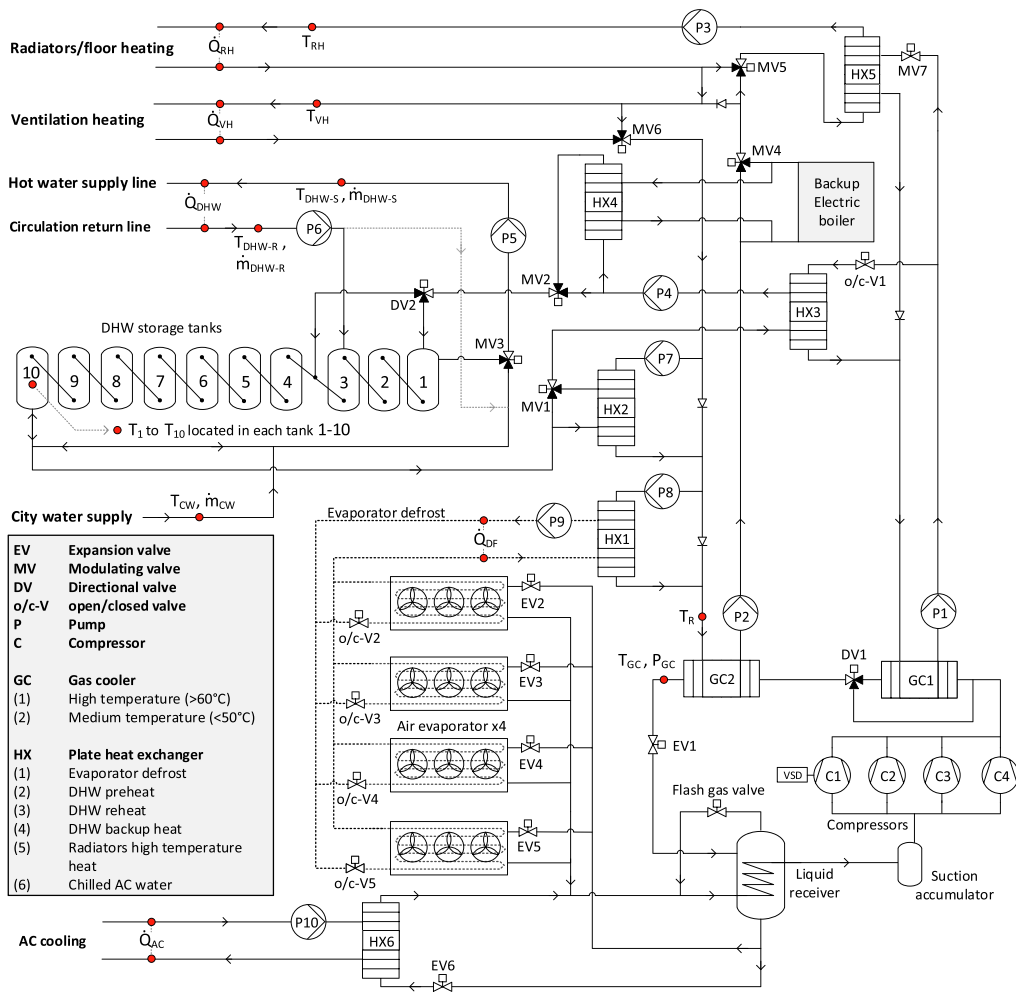 Radiators/floor heating
Q̇RH
TRH
P3
MV5
HX5
MV7
Ventilation heating
Q̇VH
TVH
MV6
MV4
Hot water supply line
Q̇DHW
TDHW-S , ṁDHW-S
HX4
Backup
Electric
boiler
Circulation return line
TDHW-R ,
ṁDHW-R
P6
P5
MV2
DV2
P4
HX3
o/c-V1
DHW storage tanks
MV3
10
9
8
7
6
5
4
3
2
1
MV1
P7
HX2
T1 to T10 located in each tank 1-10
TCW, ṁCW
City water supply
Evaporator defrost
P9
P8
HX1
Q̇DF
EV Expansion valve
MV Modulating valve
DV Directional valve
o/c-V open/closed valve
P Pump
C Compressor
GC Gas cooler
(1) High temperature (>60°C)
(2) Medium temperature (<50°C)
HX Plate heat exchanger
(1) Evaporator defrost
(2) DHW preheat
(3) DHW reheat
(4) DHW backup heat
(5) Radiators high temperature
heat
(6) Chilled AC water
EV2
o/c-V2
EV3
o/c-V3
Air evaporator x4
EV4
o/c-V4
EV5
o/c-V5
TR
P2
P1
TGC , PGC
GC2
DV1
GC1
EV1
VSD
C1
C2
C3
C4
Flash gas valve
Compressors
Liquid
receiver
Suction
accumulator
AC cooling
Q̇AC
P10
HX6
EV6